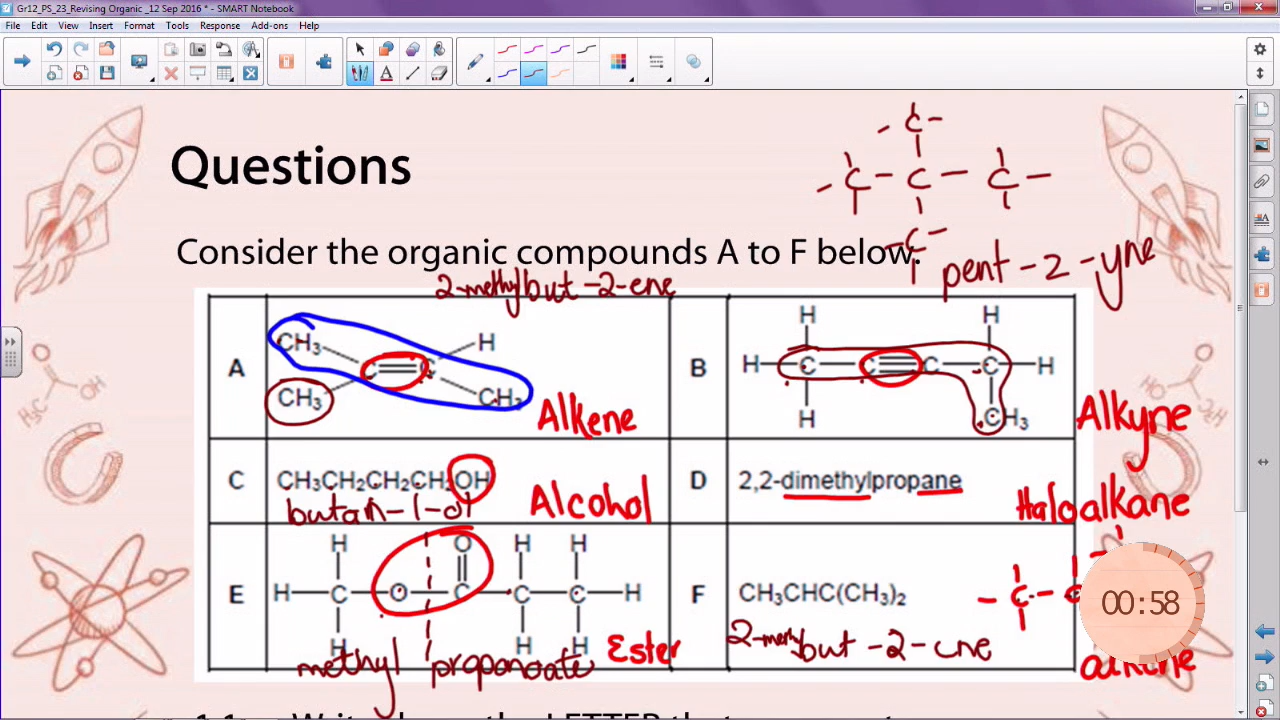 Gr12_PS_23_Revising Organic _12 Sep 2016 * - SMART Notebook
File Edit View Insert Format Tools Response Add-ons Help
Questions
Consider the organic compounds A to F below:
C
C C C
C
pent-2-yne
2-methylbut-2-ene
A
CH3 H
C=C
CH3 CH3
Alkene
B
H H
H C C≡C C H
H CH3
Alkyne
C
CH3CH2CH2CH2OH
butan-1-ol
Alcohol
D
2,2-dimethylpropane
Haloalkane
E
H O H H
H C O C C C H
H H H
methyl propanoate
Ester
F
CH3CHC(CH3)2
2-methylbut-2-ene
C
00:58